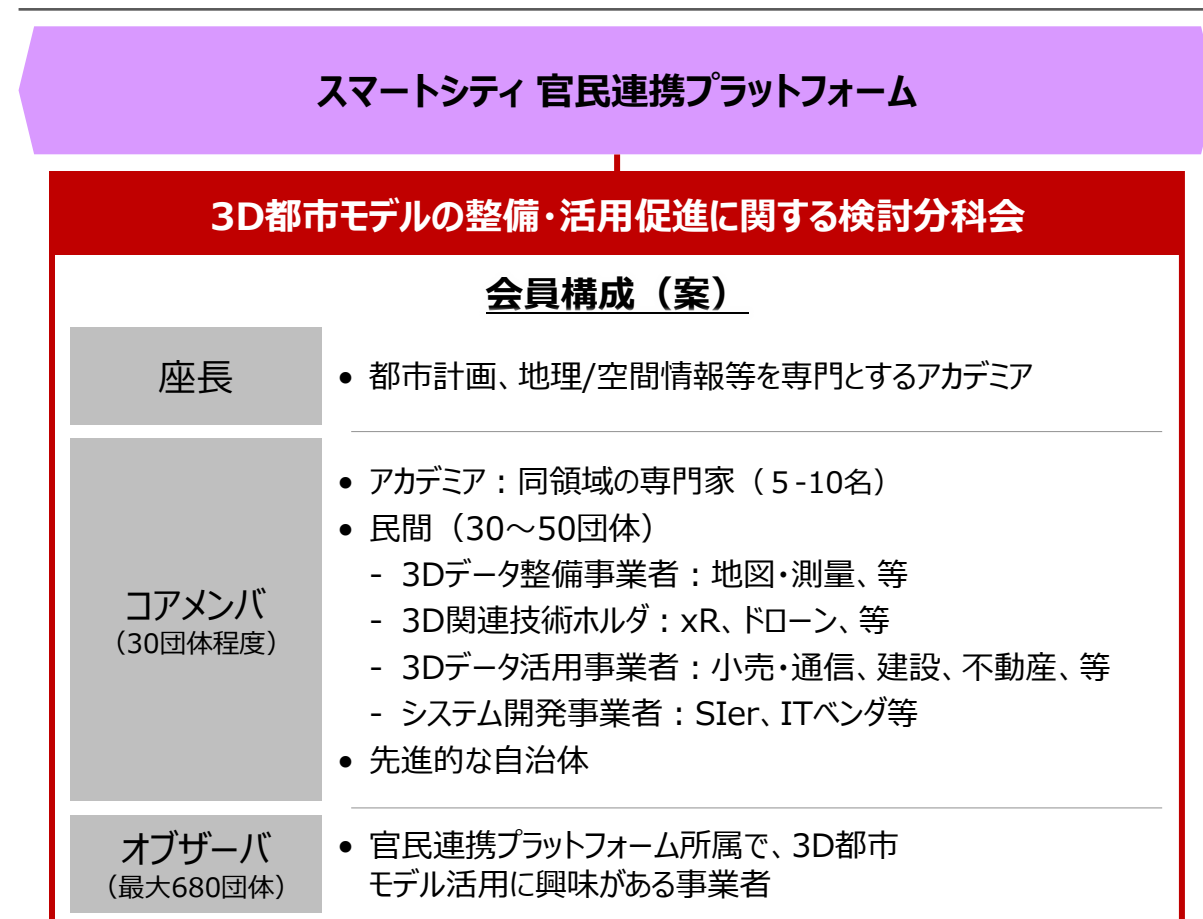 スマートシティ 官民連携プラットフォーム
3D都市モデルの整備・活用促進に関する検討分科会
会員構成（案）
座長
• 都市計画、地理/空間情報等を専門とするアカデミア
コアメンバ
（30団体程度）
• アカデミア：同領域の専門家（５-10名）
• 民間（30～50団体）
- 3Dデータ整備事業者：地図・測量、等
- 3D関連技術ホルダ：xR、ドローン、等
- 3Dデータ活用事業者：小売・通信、建設、不動産、等
- システム開発事業者：SIer、ITベンダ等
• 先進的な自治体
オブザーバ
（最大680団体）
• 官民連携プラットフォーム所属で、3D都市
モデル活用に興味がある事業者